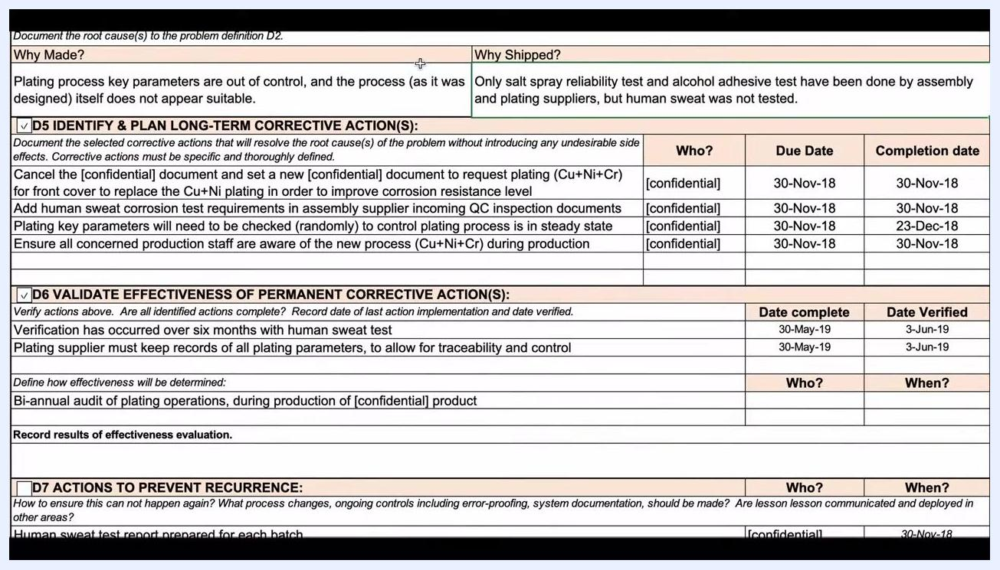 Document the root cause(s) to the problem definition D2.
Why Made?
Why Shipped?
Plating process key parameters are out of control, and the process (as it was
designed) itself does not appear suitable.
Only salt spray reliability test and alcohol adhesive test have been done by assembly
and plating suppliers, but human sweat was not tested.
D5 IDENTIFY & PLAN LONG-TERM CORRECTIVE ACTION(S):
Document the selected corrective actions that will resolve the root cause(s) of the problem without introducing any undesirable side
effects. Corrective actions must be specific and thoroughly defined.
Who?
Due Date
Completion date
Cancel the [confidential] document and set a new [confidential] document to request plating (Cu+Ni+Cr)
for front cover to replace the Cu+Ni plating in order to improve corrosion resistance level
[confidential]
30-Nov-18
30-Nov-18
Add human sweat corrosion test requirements in assembly supplier incoming QC inspection documents
[confidential]
30-Nov-18
30-Nov-18
Plating key parameters will need to be checked (randomly) to control plating process is in steady state
[confidential]
30-Nov-18
23-Dec-18
Ensure all concerned production staff are aware of the new process (Cu+Ni+Cr) during production
[confidential]
30-Nov-18
30-Nov-18
D6 VALIDATE EFFECTIVENESS OF PERMANENT CORRECTIVE ACTION(S):
Verify actions above. Are all identified actions complete? Record date of last action implementation and date verified.
Date complete
Date Verified
Verification has occurred over six months with human sweat test
30-May-19
3-Jun-19
Plating supplier must keep records of all plating parameters, to allow for traceability and control
30-May-19
3-Jun-19
Define how effectiveness will be determined:
Who?
When?
Bi-annual audit of plating operations, during production of [confidential] product
Record results of effectiveness evaluation.
D7 ACTIONS TO PREVENT RECURRENCE:
Who?
When?
How to ensure this can not happen again? What process changes, ongoing controls including error-proofing, system documentation, should be made? Are lesson lesson communicated and deployed in
other areas?
Human sweat test report prepared for each batch
[confidential]
30-Nov-18